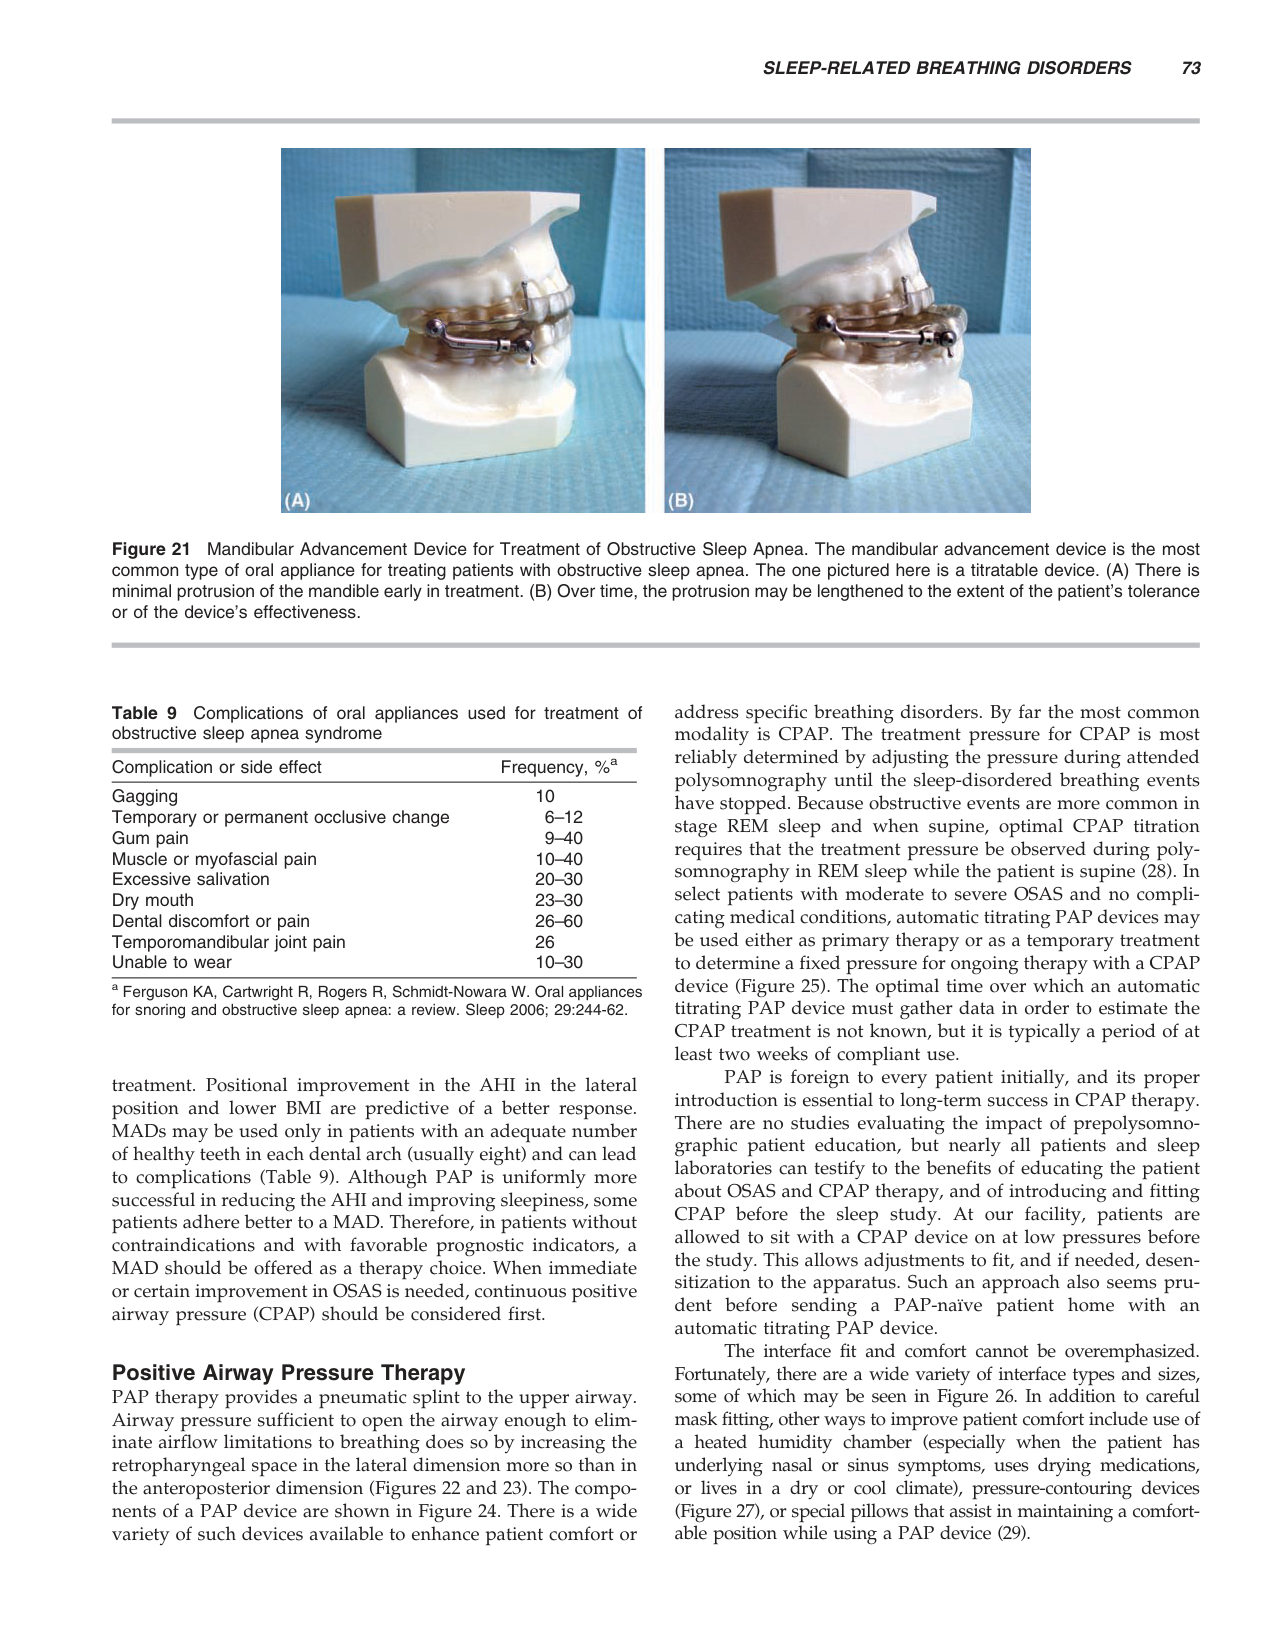 SLEEP-RELATED BREATHING DISORDERS 73
(A)
(B)
Figure 21 Mandibular Advancement Device for Treatment of Obstructive Sleep Apnea. The mandibular advancement device is the most
common type of oral appliance for treating patients with obstructive sleep apnea. The one pictured here is a titratable device. (A) There is
minimal protrusion of the mandible early in treatment. (B) Over time, the protrusion may be lengthened to the extent of the patient's tolerance
or of the device's effectiveness.
Table 9 Complications of oral appliances used for treatment of
obstructive sleep apnea syndrome
Complication or side effect Frequency, %a
Gagging 10
Temporary or permanent occlusive change 6–12
Gum pain 9–40
Muscle or myofascial pain 10–40
Excessive salivation 20–30
Dry mouth 23–30
Dental discomfort or pain 26–60
Temporomandibular joint pain 26
Unable to wear 10–30
a Ferguson KA, Cartwright R, Rogers R, Schmidt-Nowara W. Oral appliances
for snoring and obstructive sleep apnea: a review. Sleep 2006; 29:244-62.
treatment. Positional improvement in the AHI in the lateral
position and lower BMI are predictive of a better response.
MADs may be used only in patients with an adequate number
of healthy teeth in each dental arch (usually eight) and can lead
to complications (Table 9). Although PAP is uniformly more
successful in reducing the AHI and improving sleepiness, some
patients adhere better to a MAD. Therefore, in patients without
contraindications and with favorable prognostic indicators, a
MAD should be offered as a therapy choice. When immediate
or certain improvement in OSAS is needed, continuous positive
airway pressure (CPAP) should be considered first.
Positive Airway Pressure Therapy
PAP therapy provides a pneumatic splint to the upper airway.
Airway pressure sufficient to open the airway enough to elim-
inate airflow limitations to breathing does so by increasing the
retropharyngeal space in the lateral dimension more so than in
the anteroposterior dimension (Figures 22 and 23). The compo-
nents of a PAP device are shown in Figure 24. There is a wide
variety of such devices available to enhance patient comfort or
address specific breathing disorders. By far the most common
modality is CPAP. The treatment pressure for CPAP is most
reliably determined by adjusting the pressure during attended
polysomnography until the sleep-disordered breathing events
have stopped. Because obstructive events are more common in
stage REM sleep and when supine, optimal CPAP titration
requires that the treatment pressure be observed during poly-
somnography in REM sleep while the patient is supine (28). In
select patients with moderate to severe OSAS and no compli-
cating medical conditions, automatic titrating PAP devices may
be used either as primary therapy or as a temporary treatment
to determine a fixed pressure for ongoing therapy with a CPAP
device (Figure 25). The optimal time over which an automatic
titrating PAP device must gather data in order to estimate the
CPAP treatment is not known, but it is typically a period of at
least two weeks of compliant use.
PAP is foreign to every patient initially, and its proper
introduction is essential to long-term success in CPAP therapy.
There are no studies evaluating the impact of prepolysomno-
graphic patient education, but nearly all patients and sleep
laboratories can testify to the benefits of educating the patient
about OSAS and CPAP therapy, and of introducing and fitting
CPAP before the sleep study. At our facility, patients are
allowed to sit with a CPAP device on at low pressures before
the study. This allows adjustments to fit, and if needed, desen-
sitization to the apparatus. Such an approach also seems pru-
dent before sending a PAP-naïve patient home with an
automatic titrating PAP device.
The interface fit and comfort cannot be overemphasized.
Fortunately, there are a wide variety of interface types and sizes,
some of which may be seen in Figure 26. In addition to careful
mask fitting, other ways to improve patient comfort include use of
a heated humidity chamber (especially when the patient has
underlying nasal or sinus symptoms, uses drying medications,
or lives in a dry or cool climate), pressure-contouring devices
(Figure 27), or special pillows that assist in maintaining a comfort-
able position while using a PAP device (29).